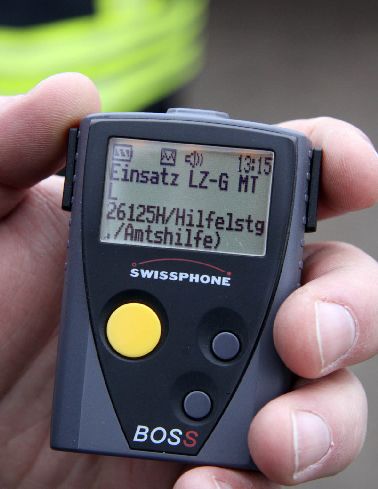 13:15
Einsatz LZ-G MT
L
26125H/Hilfelstg
./Amtshilfe)
SWISSPHONE
BOSS